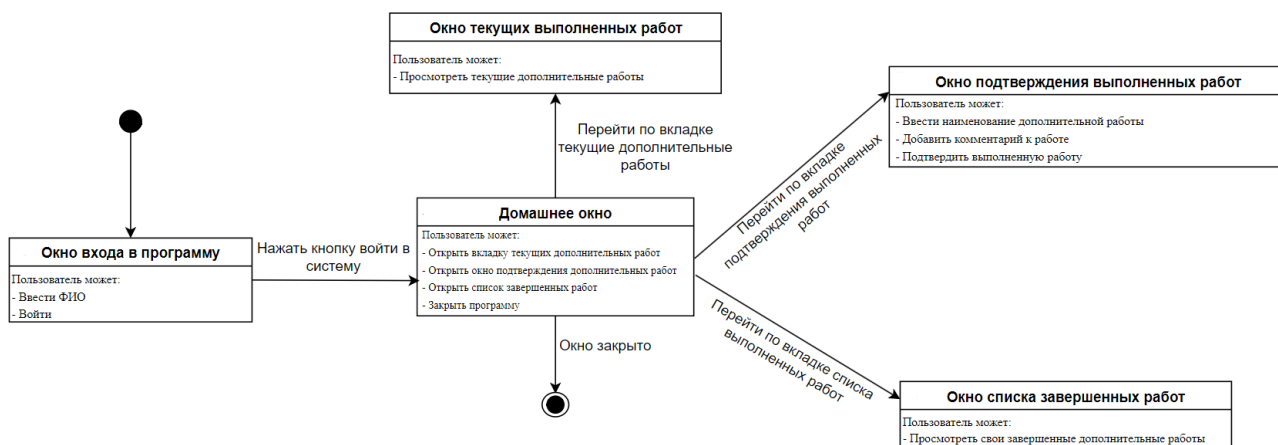 Окно текущих выполненных работ
Пользователь может:
- Просмотреть текущие дополнительные работы
Окно подтверждения выполненных работ
Пользователь может:
- Ввести наименование дополнительной работы
- Добавить комментарий к работе
- Подтвердить выполненную работу
Перейти по вкладке
текущие дополнительные
работы
Перейти по вкладке
подтверждения выполненных
работ
Домашнее окно
Пользователь может:
- Открыть вкладку текущих дополнительных работ
- Открыть окно подтверждения дополнительных работ
- Открыть список завершенных работ
- Закрыть программу
Окно входа в программу
Пользователь может:
- Ввести ФИО
- Войти
Нажать кнопку войти в
систему
Окно закрыто
Перейти по вкладке списка
выполненных работ
Окно списка завершенных работ
Пользователь может:
- Просмотреть свои завершенные дополнительные работы